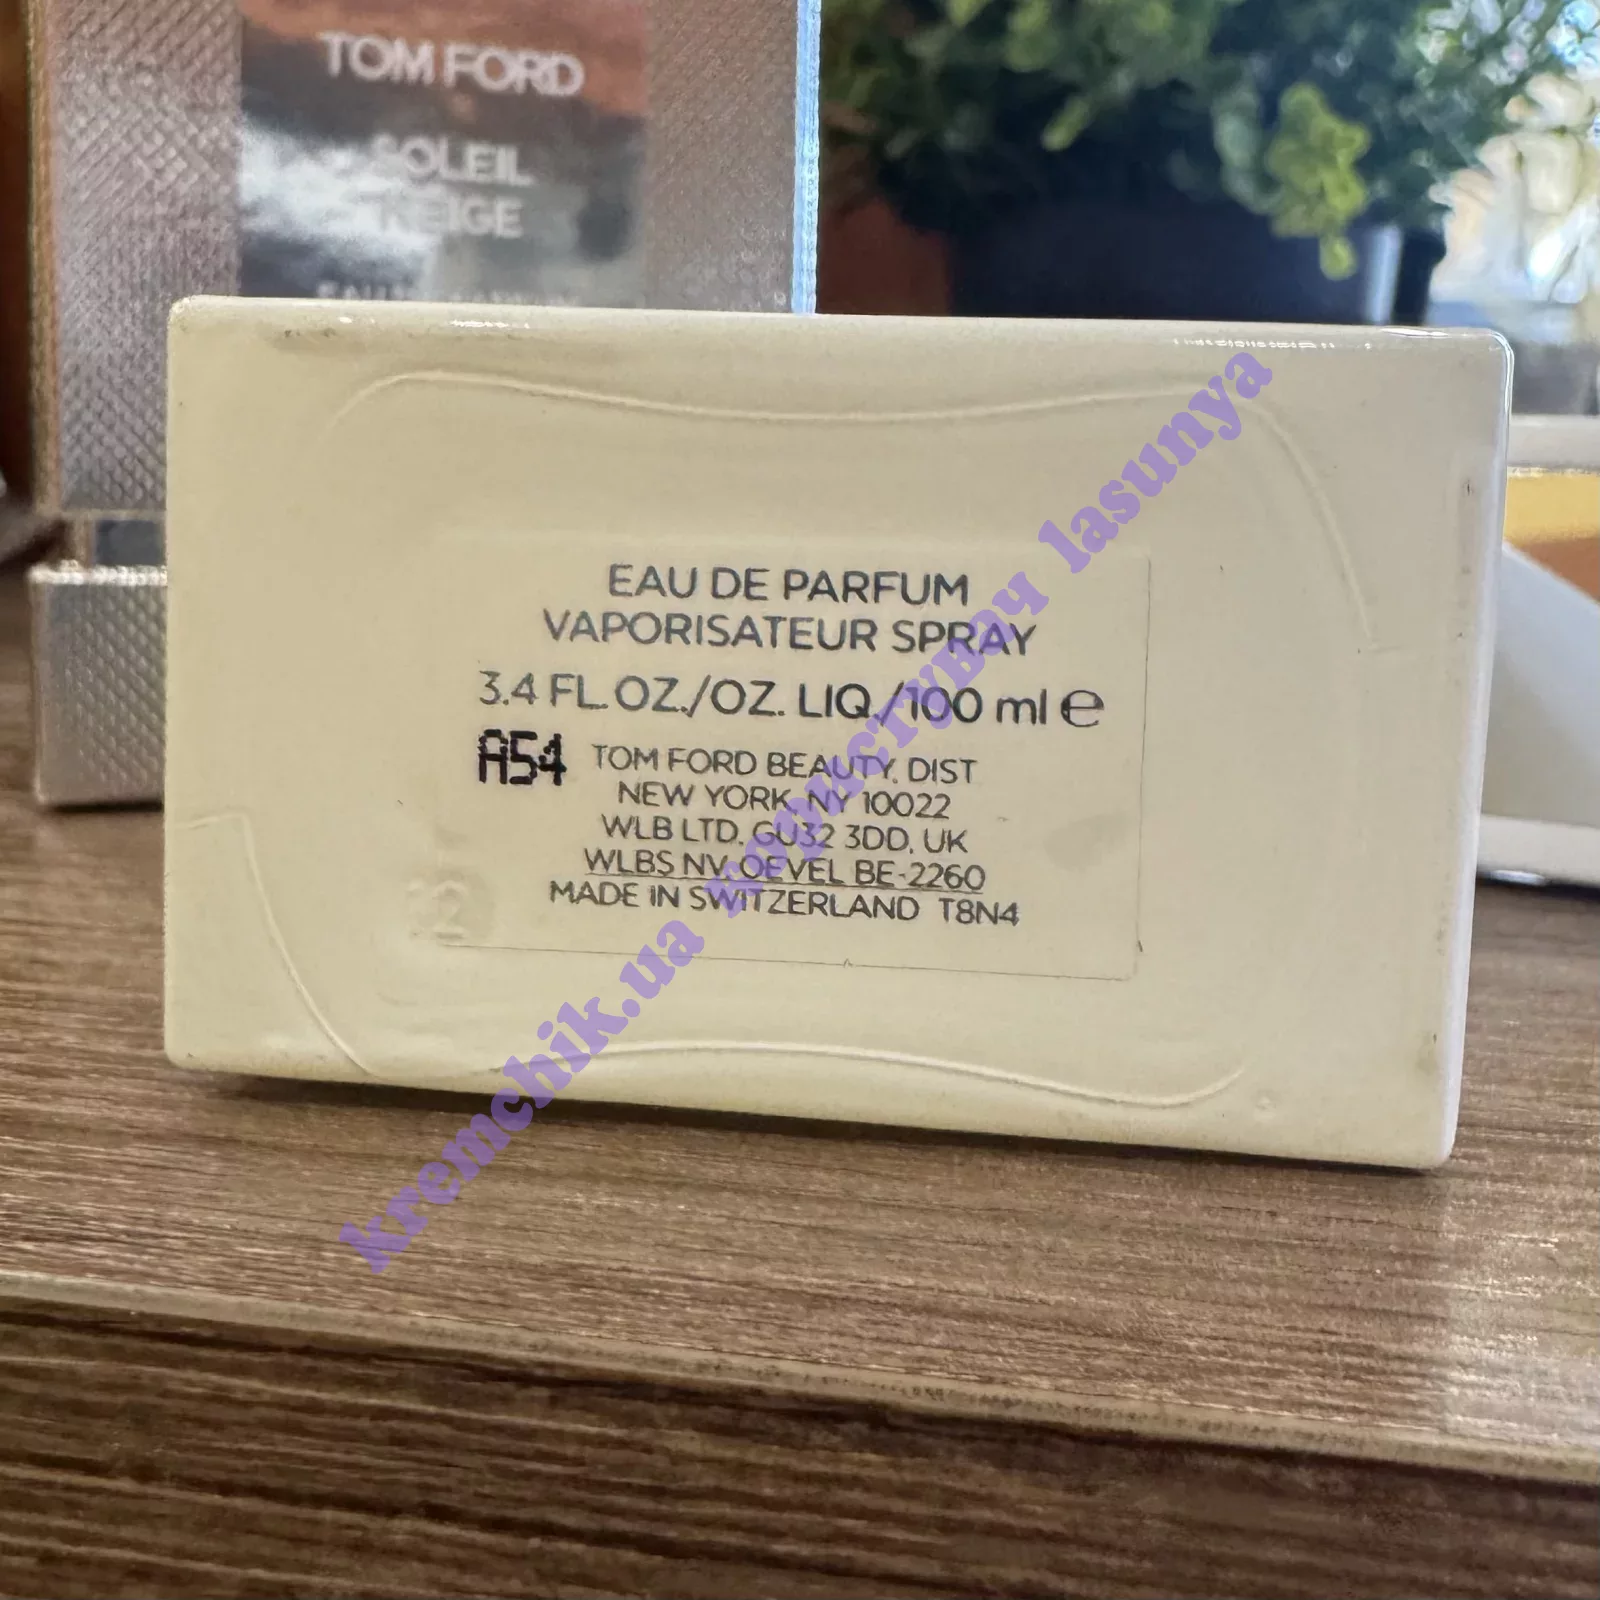 TOM FORD
SOLEIL
NEIGE
EAU DE PARFUM
VAPORISATEUR SPRAY
3.4 FL.OZ./OZ. LIQ./100 ml e
A54 TOM FORD BEAUTY, DIST
NEW YORK, NY 10022
WLB LTD, GU32 3DD, UK
WLBS NV, OEVEL BE-2260
MADE IN SWITZERLAND T8N4
kremchik.ua користувач lasunya